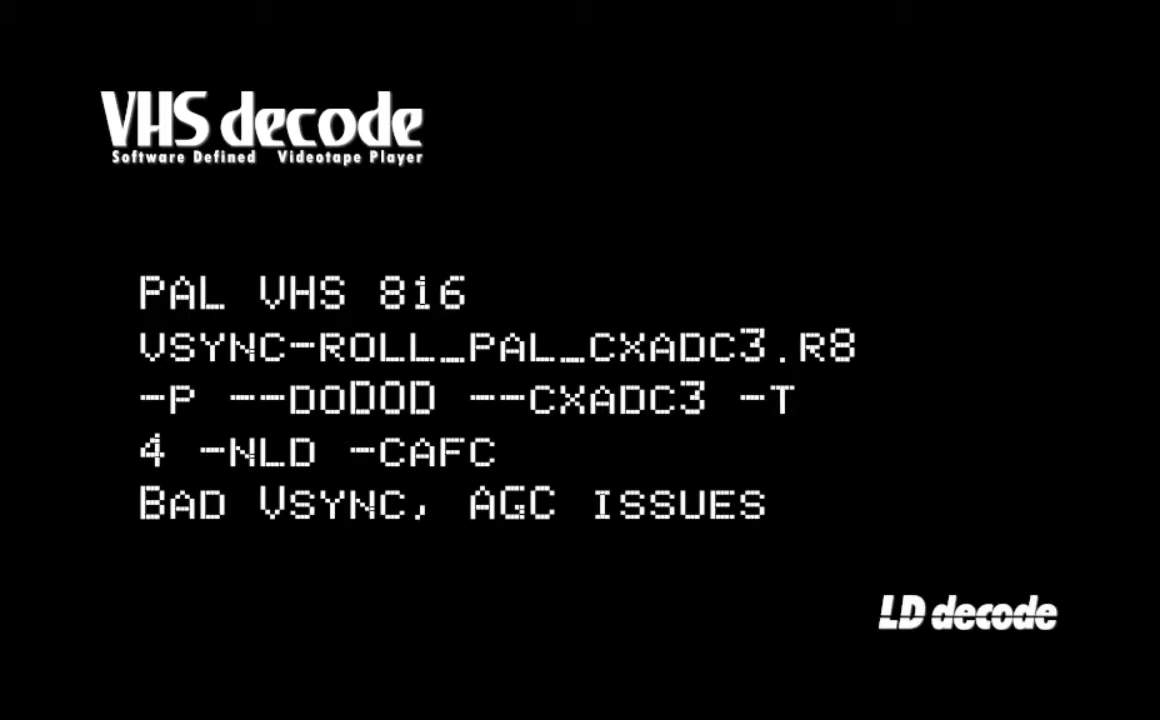 VHS decode
Software Defined Videotape Player
PAL VHS 816
VSYNC-ROLL_PAL_CXADC3.R8
-P --DODOD --CXADC3 -T
4 -NLD -CAFC
BAD VSYNC, AGC ISSUES
LD decode